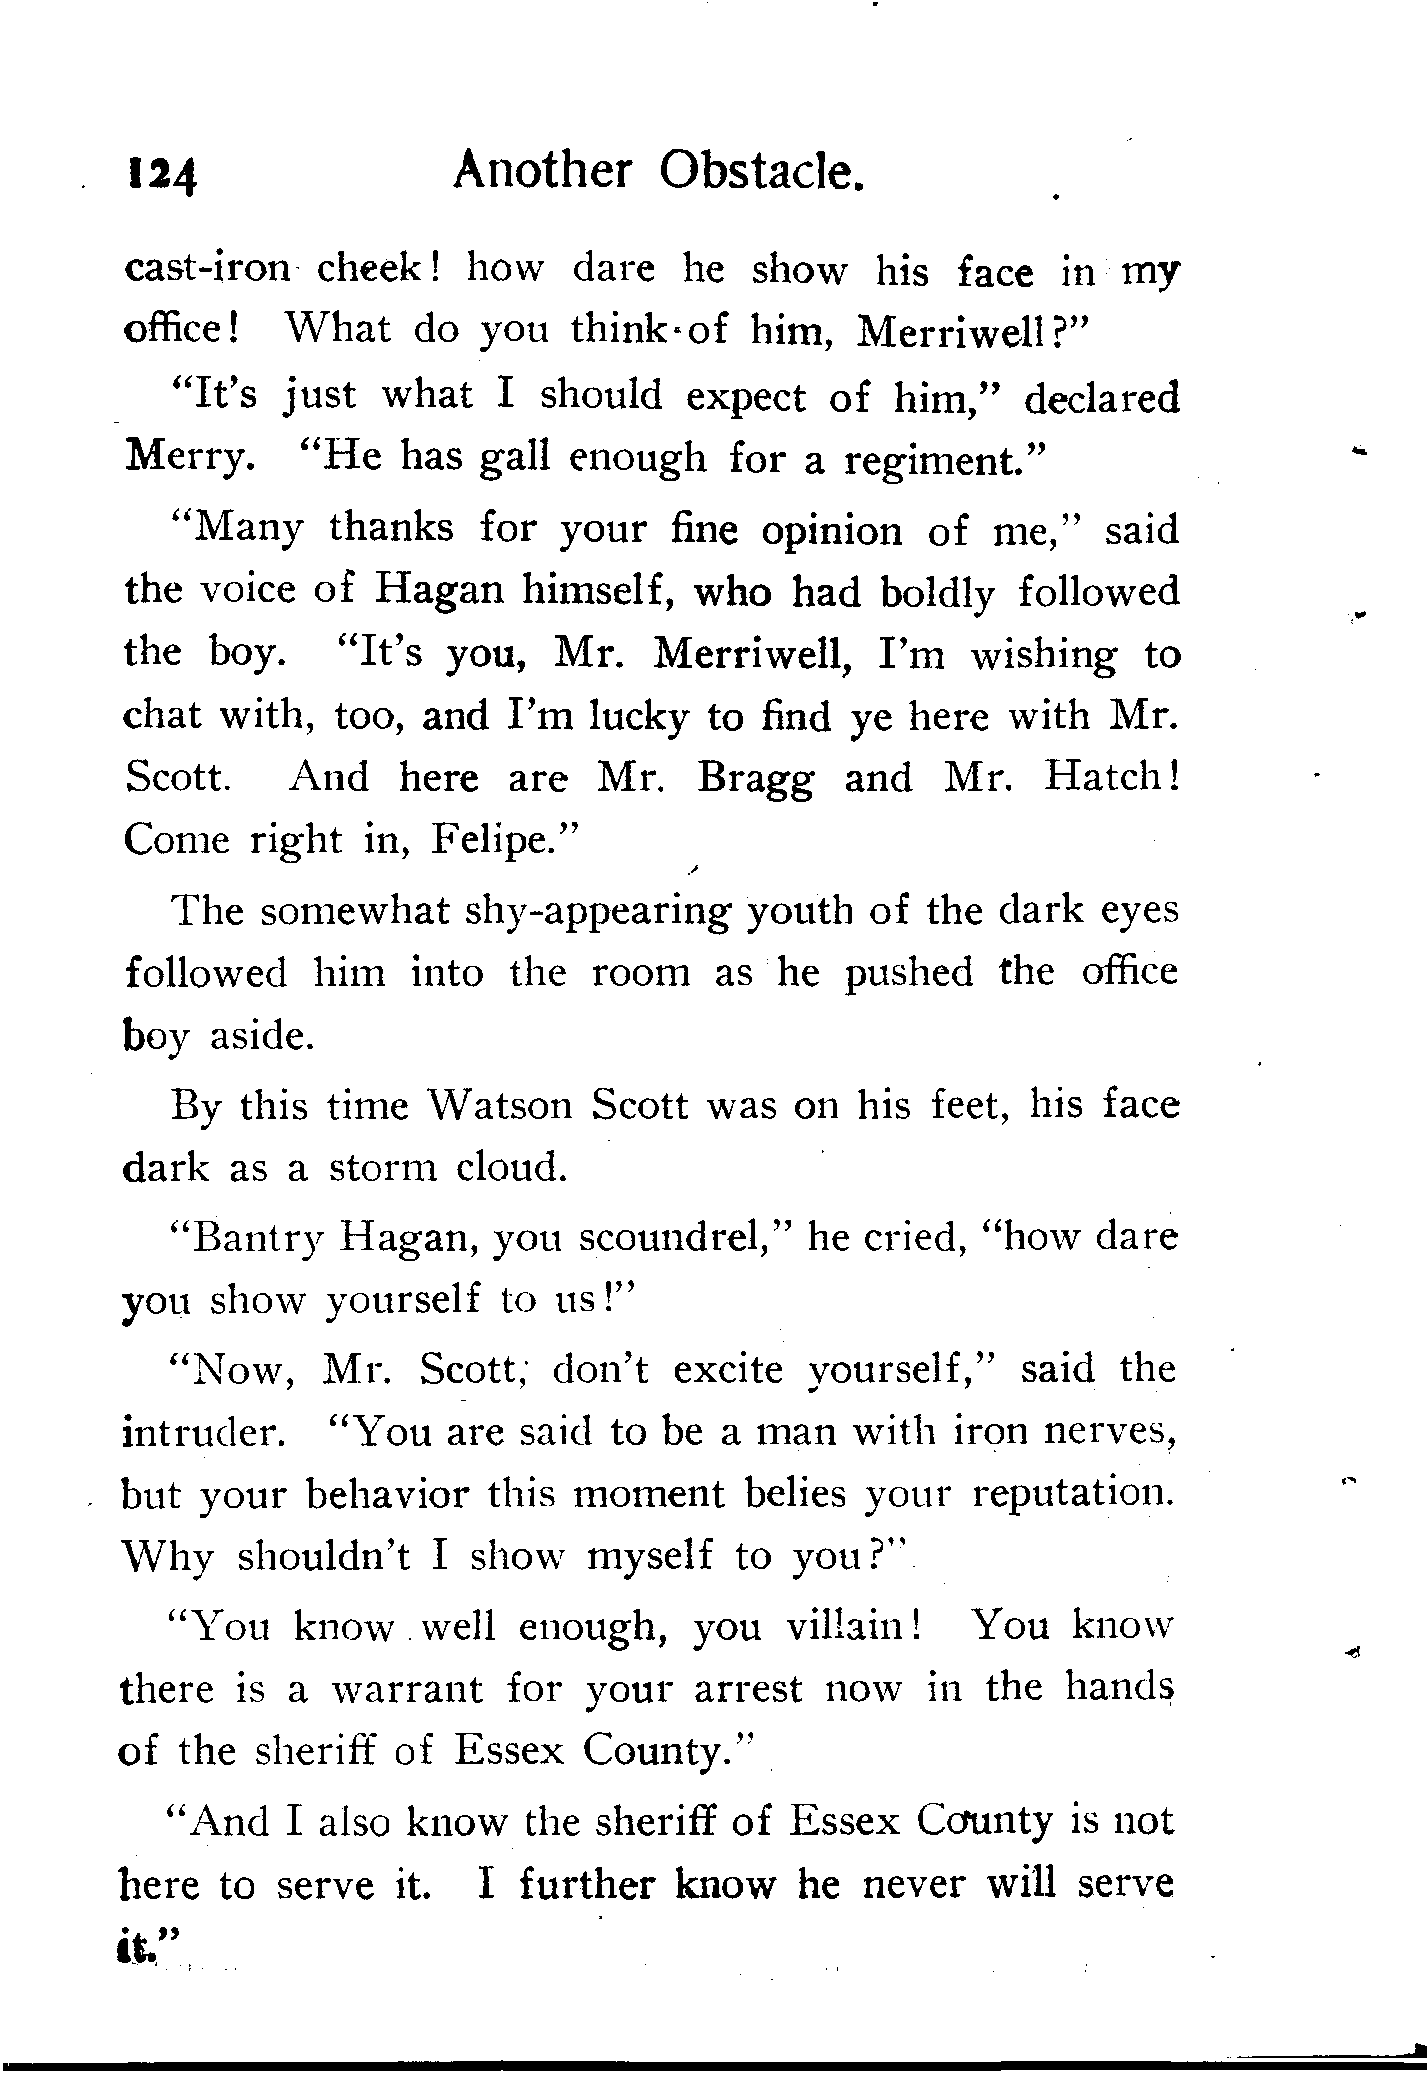 124 Another Obstacle.
cast-iron cheek! how dare he show his face in my
office! What do you think of him, Merriwell?”
“It’s just what I should expect of him,” declared
Merry. “He has gall enough for a regiment.”
“Many thanks for your fine opinion of me,” said
the voice of Hagan himself, who had boldly followed
the boy. “It’s you, Mr. Merriwell, I’m wishing to
chat with, too, and I’m lucky to find ye here with Mr.
Scott. And here are Mr. Bragg and Mr. Hatch!
Come right in, Felipe.”
The somewhat shy-appearing youth of the dark eyes
followed him into the room as he pushed the office
boy aside.
By this time Watson Scott was on his feet, his face
dark as a storm cloud.
“Bantry Hagan, you scoundrel,” he cried, “how dare
you show yourself to us!”
“Now, Mr. Scott, don’t excite yourself,” said the
intruder. “You are said to be a man with iron nerves,
but your behavior this moment belies your reputation.
Why shouldn’t I show myself to you?”
“You know well enough, you villain! You know
there is a warrant for your arrest now in the hands
of the sheriff of Essex County.”
“And I also know the sheriff of Essex County is not
here to serve it. I further know he never will serve
it.”